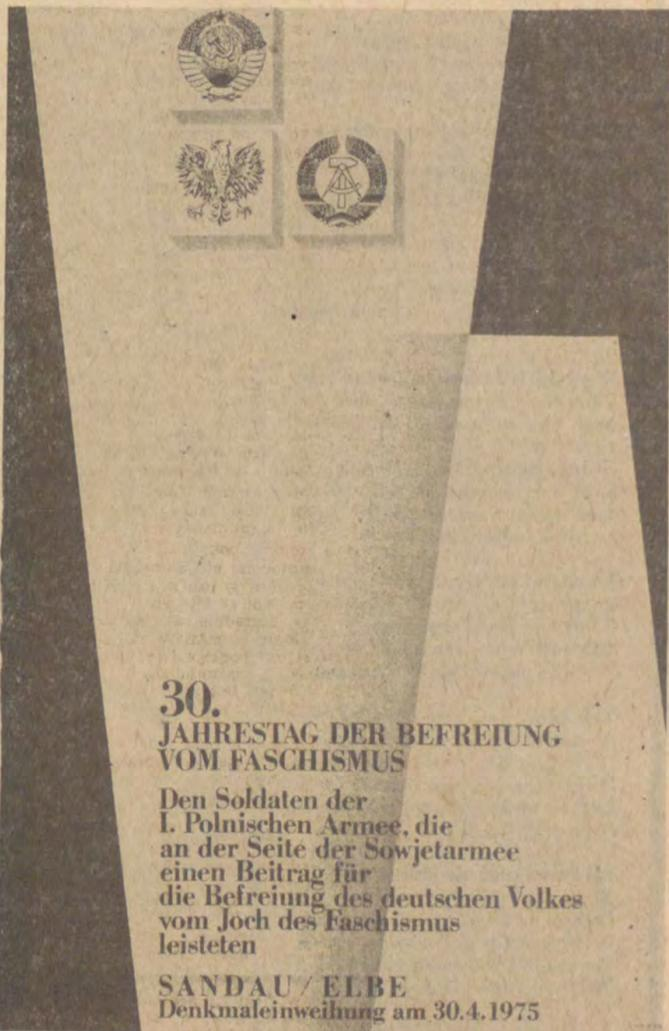 30.
JAHRESTAG DER BEFREIUNG
VOM FASCHISMUS
Den Soldaten der
I. Polnischen Armee, die
an der Seite der Sowjetarmee
einen Beitrag für
die Befreiung des deutschen Volkes
vom Joch des Faschismus
leisteten
SANDAU / ELBE
Denkmaleinweihung am 30.4.1975